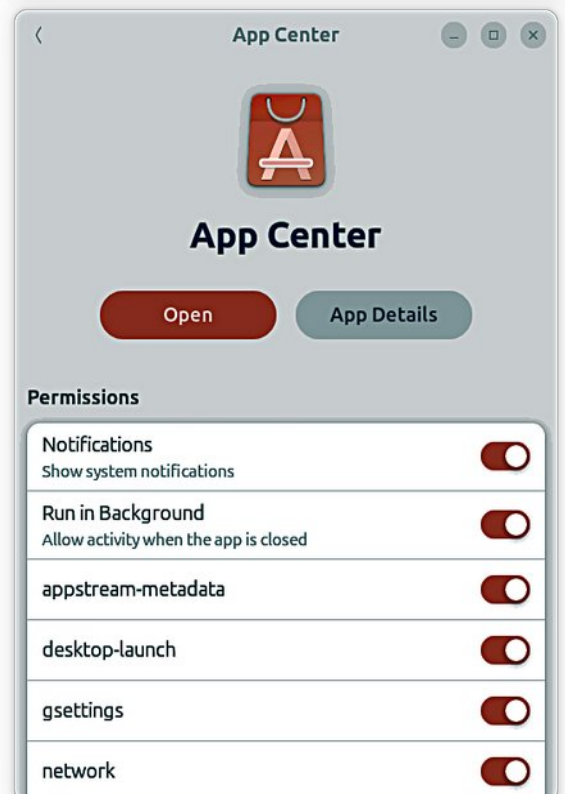 App Center
App Center
Open
App Details
Permissions
Notifications
Show system notifications
Run in Background
Allow activity when the app is closed
appstream-metadata
desktop-launch
gsettings
network